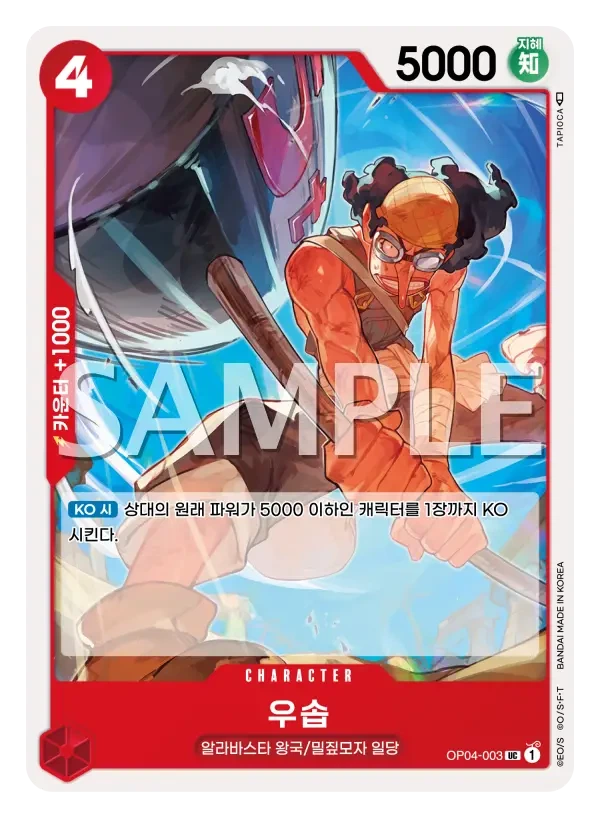 4
5000
지혜
知
TAPIOCA
카운터 +1000
SAMPLE
KO 시 상대의 원래 파워가 5000 이하인 캐릭터를 1장까지 KO
시킨다.
CHARACTER
우솝
알라바스타 왕국/밀짚모자 일당
OP04-003 UC 1
©EO/S ©O/S·F·T BANDAI MADE IN KOREA